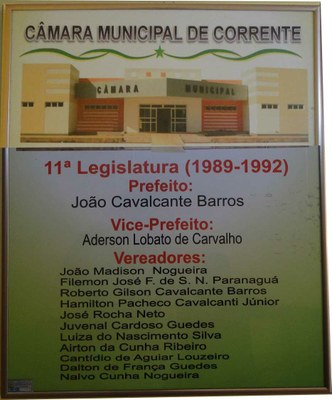 CÂMARA MUNICIPAL DE CORRENTE
CÂMARA MUNICIPAL
11ª Legislatura (1989-1992)
Prefeito:
João Cavalcante Barros
Vice-Prefeito:
Aderson Lobato de Carvalho
Vereadores:
João Madison Nogueira
Filemon José F. de S. N. Paranaguá
Roberto Gilson Cavalcante Barros
Hamilton Pacheco Cavalcanti Júnior
José Rocha Neto
Juvenal Cardoso Guedes
Luiza do Nascimento Silva
Airton da Cunha Ribeiro
Cantídio de Aguiar Louzeiro
Dalton de França Guedes
Nalvo Cunha Nogueira